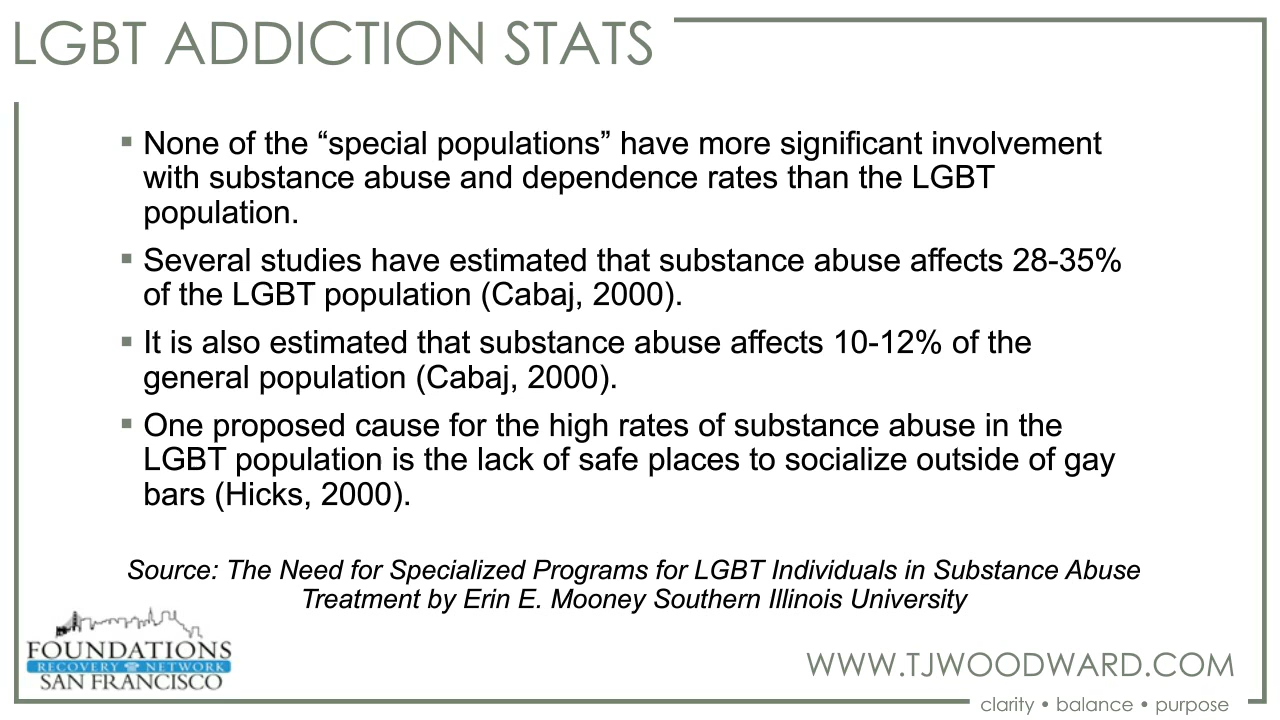 LGBT ADDICTION STATS
▪ None of the “special populations” have more significant involvement
with substance abuse and dependence rates than the LGBT
population.
▪ Several studies have estimated that substance abuse affects 28-35%
of the LGBT population (Cabaj, 2000).
▪ It is also estimated that substance abuse affects 10-12% of the
general population (Cabaj, 2000).
▪ One proposed cause for the high rates of substance abuse in the
LGBT population is the lack of safe places to socialize outside of gay
bars (Hicks, 2000).
Source: The Need for Specialized Programs for LGBT Individuals in Substance Abuse
Treatment by Erin E. Mooney Southern Illinois University
FOUNDATIONS
RECOVERY NETWORK
SAN FRANCISCO
WWW.TJWOODWARD.COM
clarity • balance • purpose